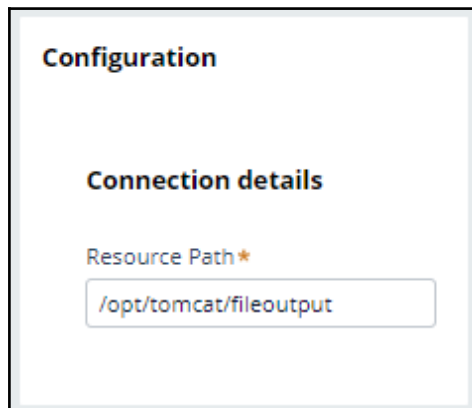 Configuration
Connection details
Resource Path*
/opt/tomcat/fileoutput